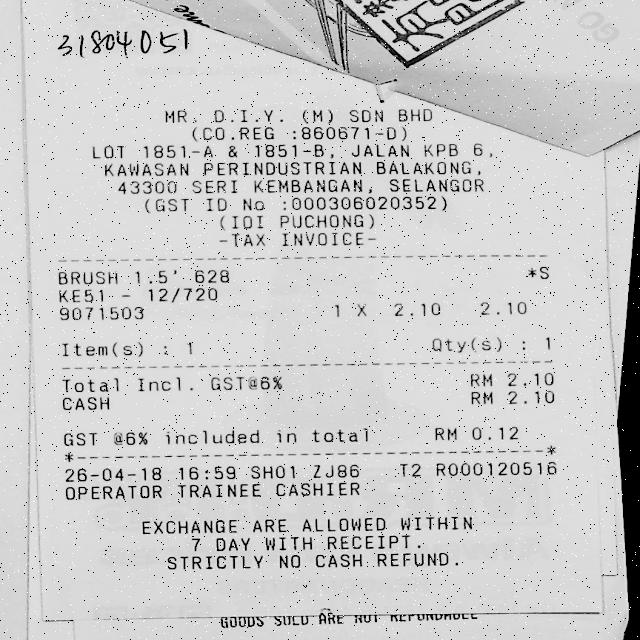 31804051
MR. D.I.Y. (M) SDN BHD
(CO.REG :860671-D)
LOT 1851-A & 1851-B, JALAN KPB 6,
KAWASAN PERINDUSTRIAN BALAKONG,
43300 SERI KEMBANGAN, SELANGOR
(GST ID No :000306020352)
(IOI PUCHONG)
-TAX INVOICE-
BRUSH 1.5' 628 *S
KE51 - 12/720
9071503 1 X 2.10 2.10
Item(s) : 1 Qty(s) : 1
Total Incl. GST@6% RM 2.10
CASH RM 2.10
GST @6% included in total RM 0.12
*--------------------------------------*
26-04-18 16:59 SH01 ZJ86 T2 R000120516
OPERATOR TRAINEE CASHIER
EXCHANGE ARE ALLOWED WITHIN
7 DAY WITH RECEIPT.
STRICTLY NO CASH REFUND.
GOODS SOLD ARE NOT REFUNDABLE